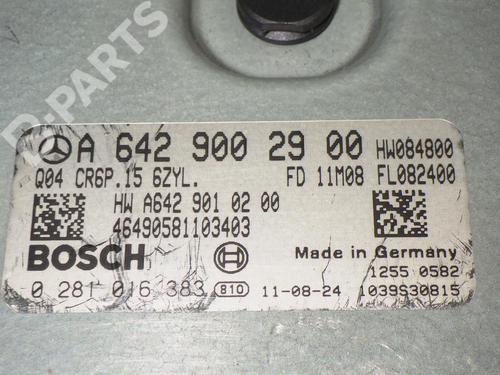 D-PARTS
A 642 900 29 00 HW084800
Q04 CR6P.15 6ZYL. FD 11M08 FL082400
HW A642 901 02 00
46490581103403
BOSCH Made in Germany
1255 0582
0 281 016 383 810 11-08-24 1039S30815